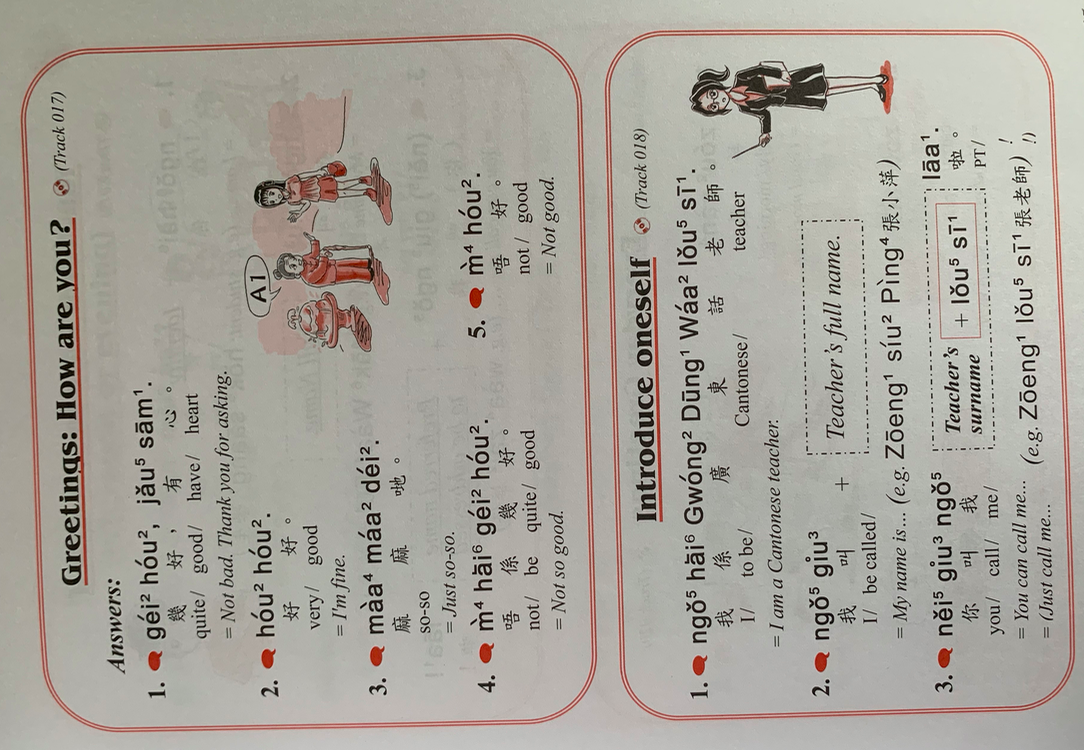 Greetings: How are you? (Track 017)
Answers:
1. géi² hóu², jǎu⁵ sām¹.
幾 好 , 有 心 。
quite/ good/ have/ heart
= Not bad. Thank you for asking.
2. hóu² hóu².
好 好 。
very/ good
= I'm fine.
A1
3. màa⁴ máa² déi².
麻 麻 哋 。
so-so
= Just so-so.
4. m̀⁴ hāi⁶ géi² hóu².
唔 係 幾 好 。
not/ be quite/ good
= Not so good.
5. m̀⁴ hóu².
唔 好 。
not/ good
= Not good.
Introduce oneself (Track 018)
1. ngǒ⁵ hāi⁶ Gwóng² Dūng¹ Wáa² lǒu⁵ sī¹.
我 係 廣 東 話 老 師 。
I/ to be/ Cantonese/ teacher
= I am a Cantonese teacher.
2. ngǒ⁵ giu³ + Teacher's full name.
我 叫
I/ be called/
= My name is... (e.g. Zōeng¹ síu² Pìng⁴ 張小萍)
3. něi⁵ giu³ ngǒ⁵ Teacher's surname + lǒu⁵ sī¹ lāa¹.
你 叫 我 啦 。
you/ call/ me/ PT/
= You can call me... (e.g. Zōeng¹ lǒu⁵ sī¹ 張老師) !
= (Just call me... !)